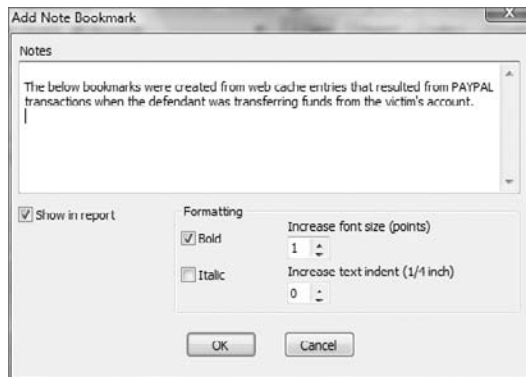 Add Note Bookmark
Notes
The below bookmarks were created from web cache entries that resulted from PAYPAL
transactions when the defendant was transferring funds from the victim's account.
Show in report
Formatting
Bold
Increase font size (points)
1
Italic
Increase text indent (1/4 inch)
0
OK
Cancel